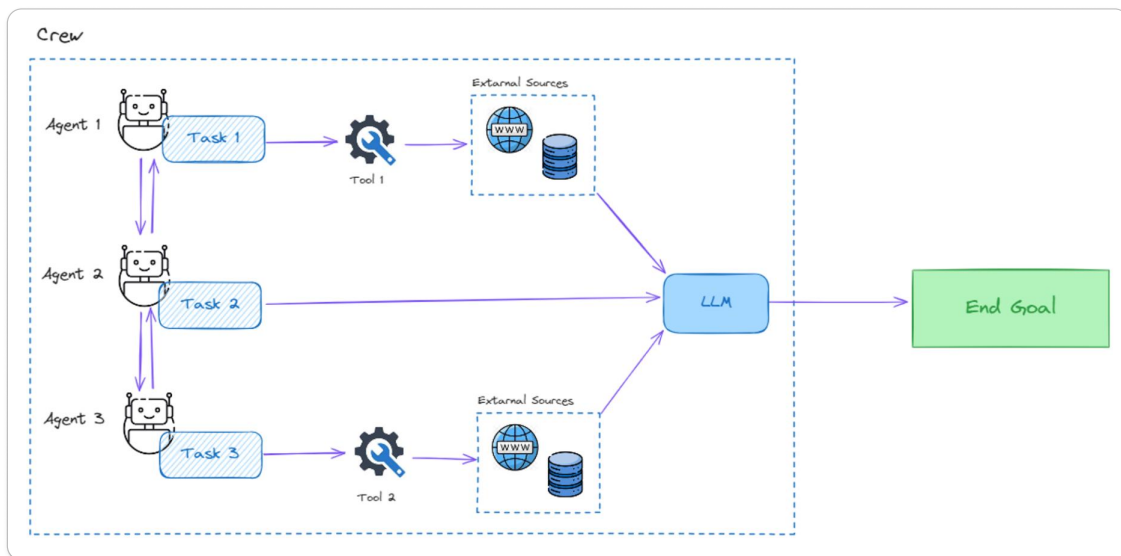 Crew
Extarnal Sources
Agent 1
WWW
Task 1
Tool 1
Agent 2
Task 2
LLM
End Goal
Extarnal Sources
Agent 3
WWW
Task 3
Tool 2